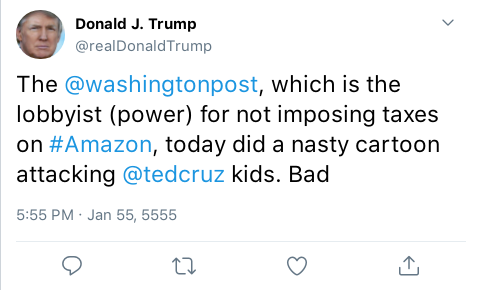 Donald J. Trump
@realDonaldTrump
The @washingtonpost, which is the
lobbyist (power) for not imposing taxes
on #Amazon, today did a nasty cartoon
attacking @tedcruz kids. Bad
5:55 PM · Jan 55, 5555